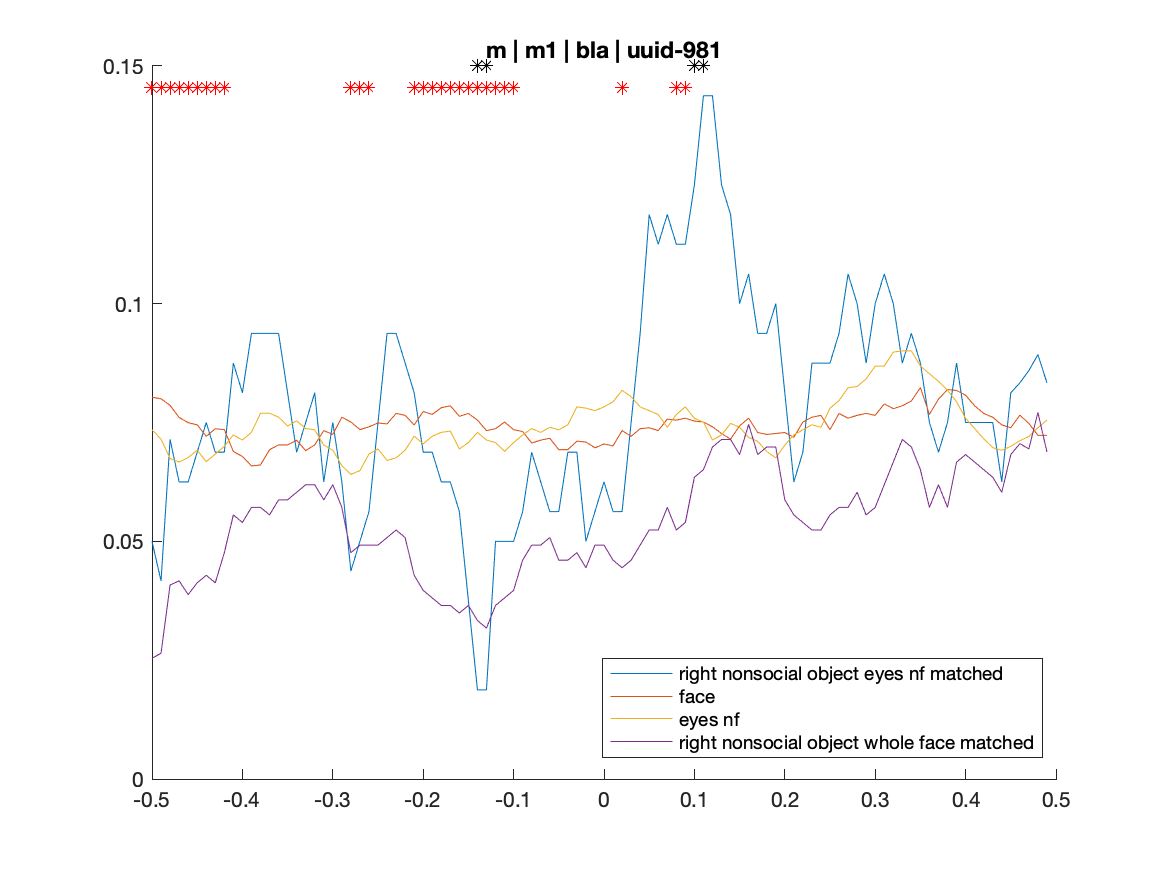 m | m1 | bla | uuid-981
0.15
0.1
0.05
0
-0.5 -0.4 -0.3 -0.2 -0.1 0 0.1 0.2 0.3 0.4 0.5
right nonsocial object eyes nf matched
face
eyes nf
right nonsocial object whole face matched